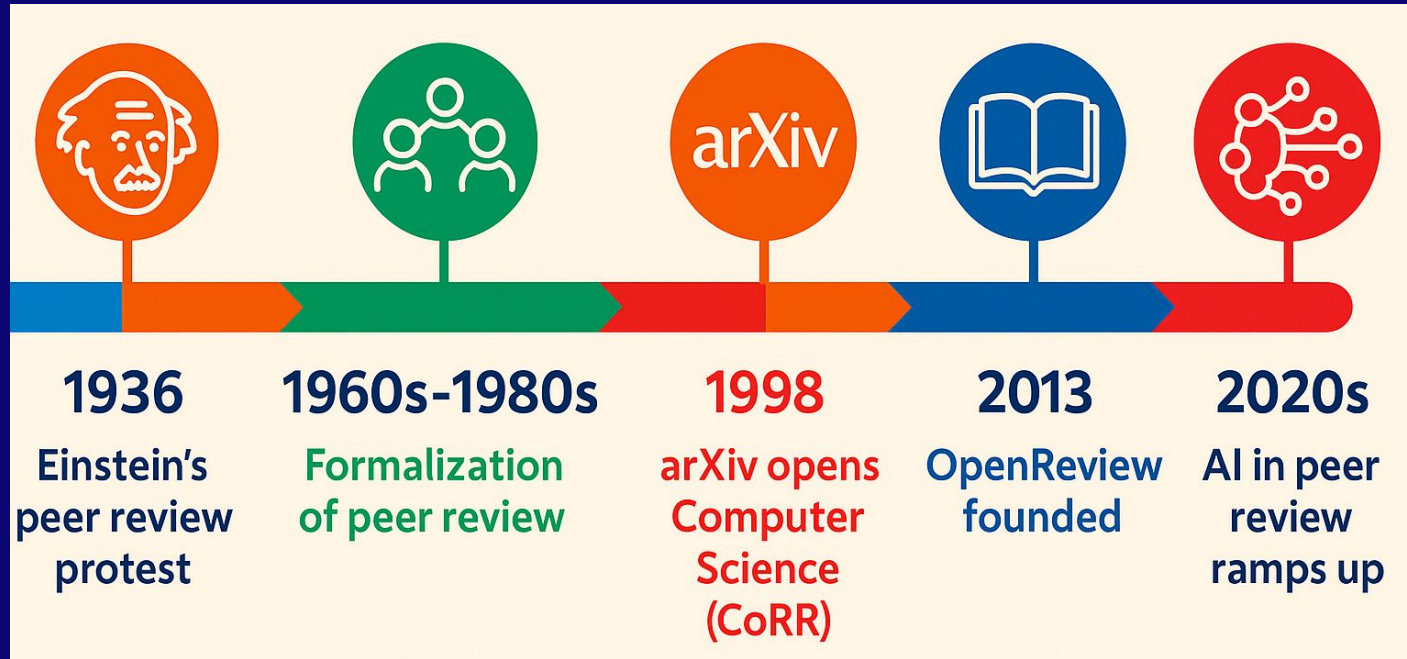 arXiv
1936
Einstein's
peer review
protest
1960s-1980s
Formalization
of peer review
1998
arXiv opens
Computer
Science
(CoRR)
2013
OpenReview
founded
2020s
AI in peer
review
ramps up